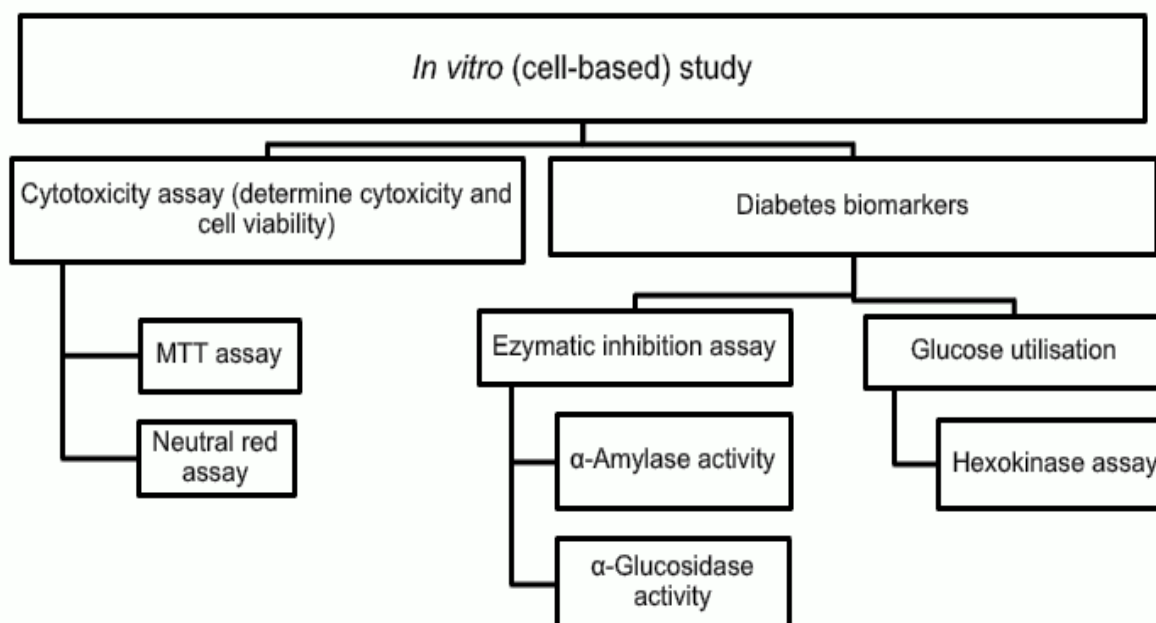 In vitro (cell-based) study
Cytotoxicity assay (determine cytoxicity and
cell viability)
Diabetes biomarkers
MTT assay
Neutral red
assay
Ezymatic inhibition assay
α-Amylase activity
α-Glucosidase
activity
Glucose utilisation
Hexokinase assay